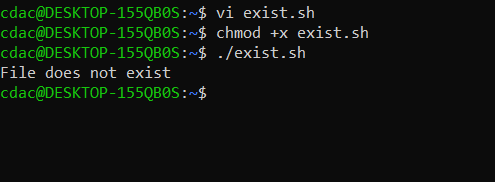 cdac@DESKTOP-155QB0S:~$ vi exist.sh
cdac@DESKTOP-155QB0S:~$ chmod +x exist.sh
cdac@DESKTOP-155QB0S:~$ ./exist.sh
File does not exist
cdac@DESKTOP-155QB0S:~$